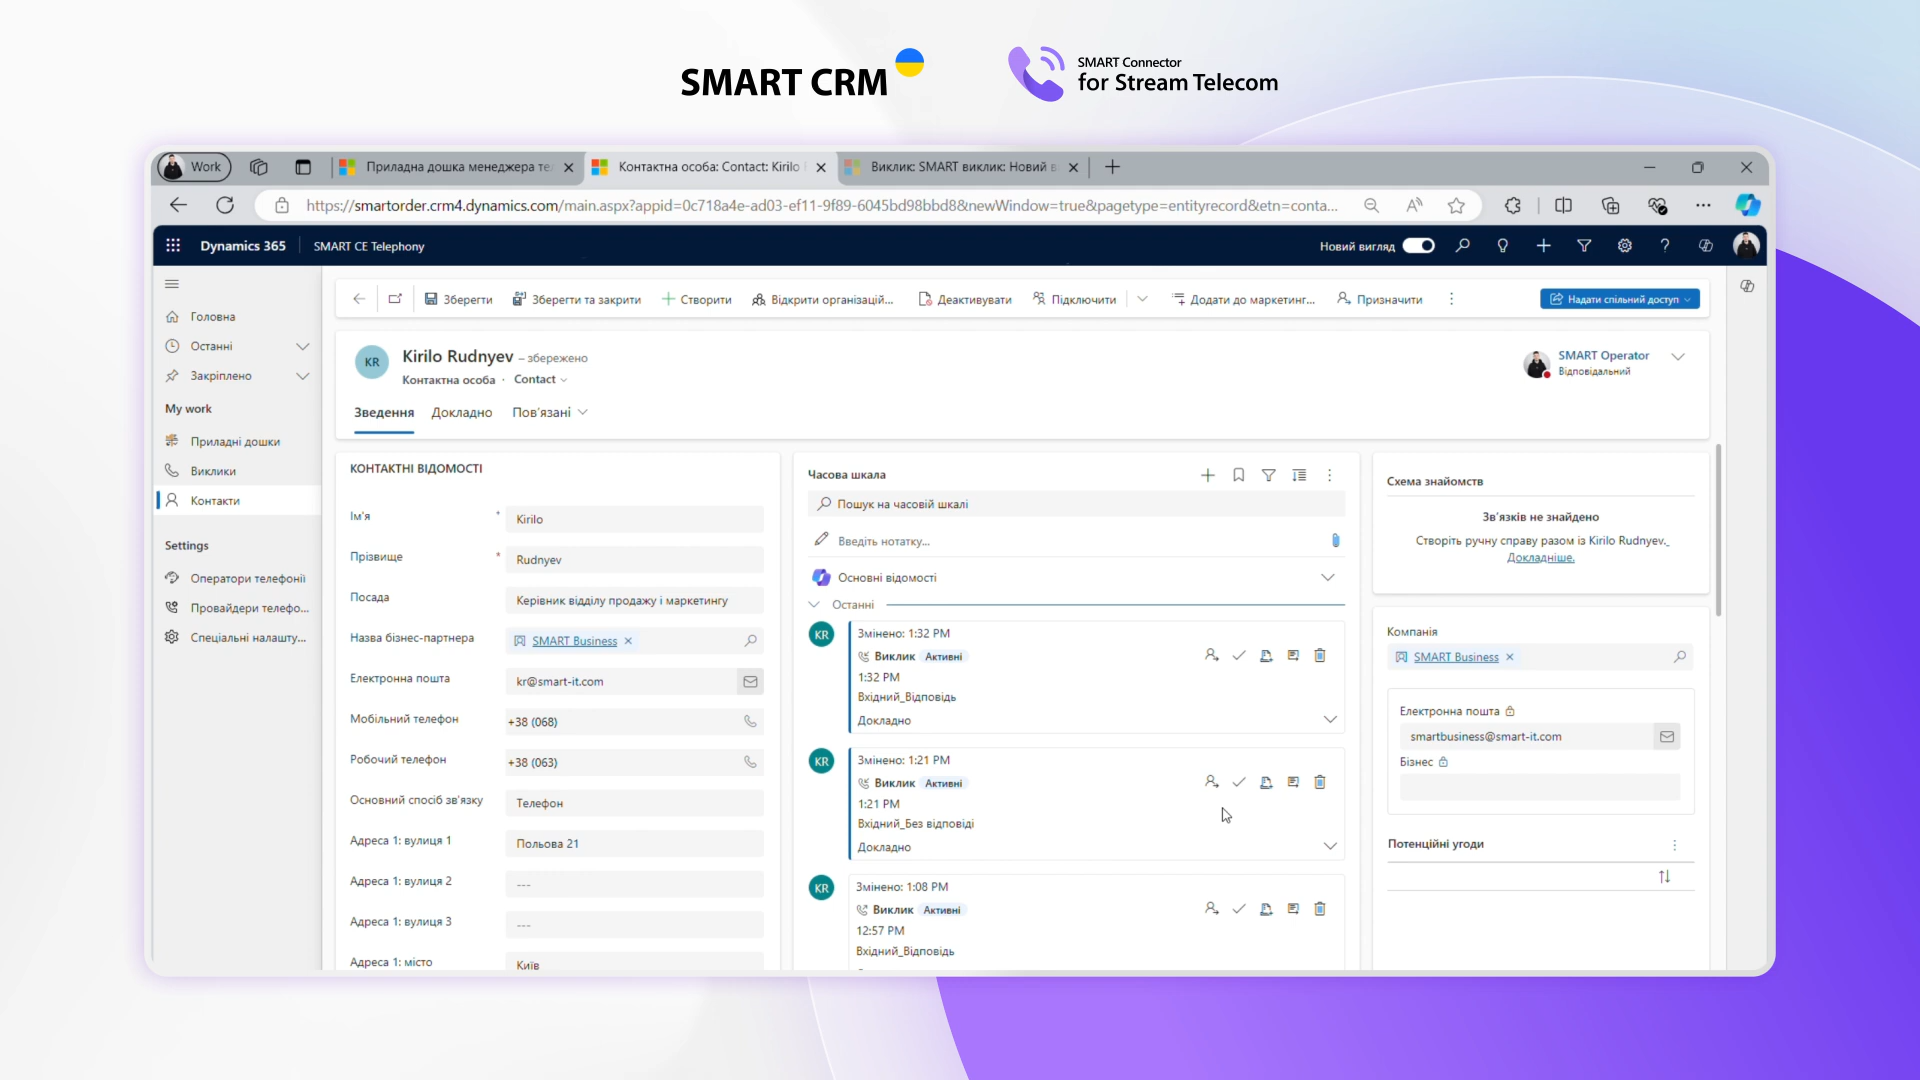 SMART CRM
SMART Connector
for Stream Telecom
Work
Приладна дошка менеджера те
Контактна особа: Contact: Kirilo
Виклик: SMART виклик: Новий в
https://smartorder.crm4.dynamics.com/main.aspx?appid=0c718a4e-ad03-ef11-9f89-6045bd98bbd8&newWindow=true&pagetype=entityrecord&etn=conta...
Dynamics 365
SMART CE Telephony
Новий вигляд
Зберегти
Зберегти та закрити
Створити
Відкрити організацій...
Деактивувати
Підключити
Додати до маркетинг...
Призначити
Надати спільний доступ
Головна
Останні
Закріплено
My work
Приладні дошки
Виклики
Контакти
Settings
Оператори телефонії
Провайдери телефо...
Спеціальні налашту...
KR
Kirilo Rudnyev – збережено
Контактна особа · Contact
SMART Operator
Відповідальний
Зведення
Докладно
Пов'язані
КОНТАКТНІ ВІДОМОСТІ
Ім'я * Kirilo
Прізвище * Rudnyev
Посада Керівник відділу продажу і маркетингу
Назва бізнес-партнера SMART Business
Електронна пошта kr@smart-it.com
Мобільний телефон +38 (068)
Робочий телефон +38 (063)
Основний спосіб зв'язку Телефон
Адреса 1: вулиця 1 Польова 21
Адреса 1: вулиця 2 ---
Адреса 1: вулиця 3 ---
Адреса 1: місто Київ
Часова шкала
Пошук на часовій шкалі
Введіть нотатку...
Основні відомості
Останні
KR
Змінено: 1:32 PM
Виклик Активні
1:32 PM
Вхідний_Відповідь
Докладно
KR
Змінено: 1:21 PM
Виклик Активні
1:21 PM
Вхідний_Без відповіді
Докладно
KR
Змінено: 1:08 PM
Виклик Активні
12:57 PM
Вхідний_Відповідь
Схема знайомств
Зв'язків не знайдено
Створіть ручну справу разом із Kirilo Rudnyev.
Докладніше.
Компанія
SMART Business
Електронна пошта
smartbusiness@smart-it.com
Бізнес
Потенційні угоди